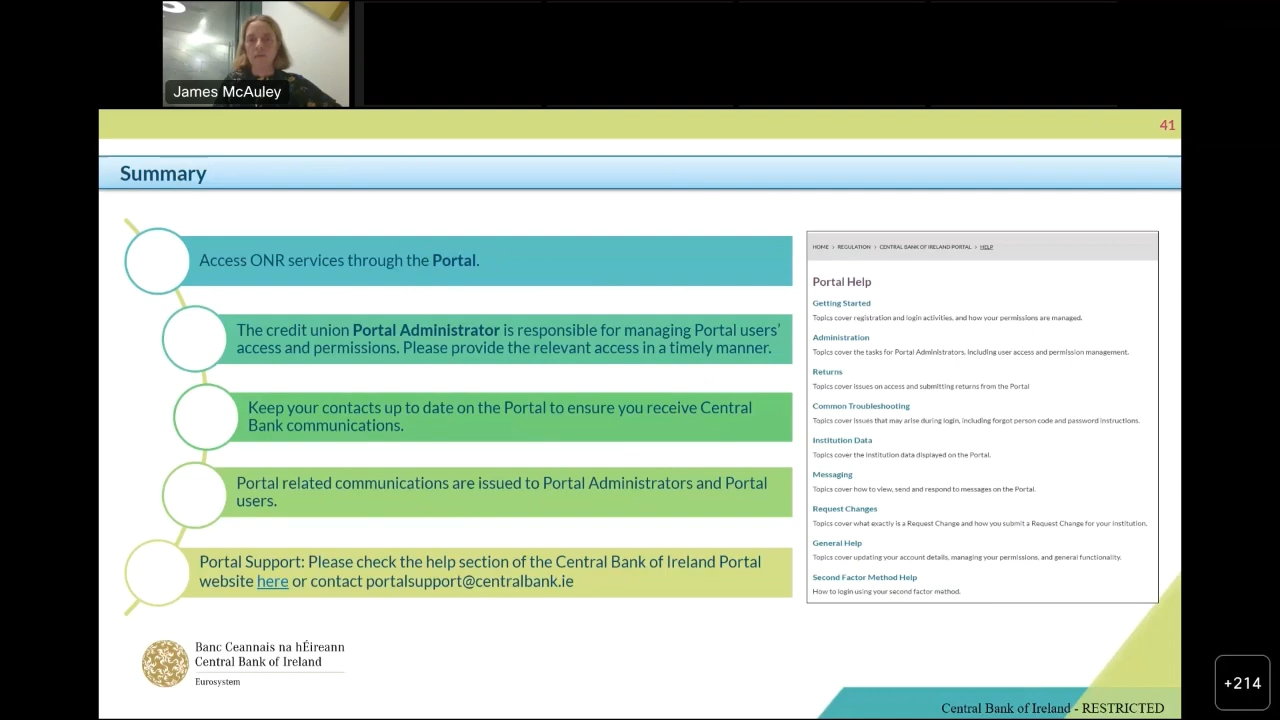 James McAuley
41
Summary
Access ONR services through the Portal.
The credit union Portal Administrator is responsible for managing Portal users'
access and permissions. Please provide the relevant access in a timely manner.
Keep your contacts up to date on the Portal to ensure you receive Central
Bank communications.
Portal related communications are issued to Portal Administrators and Portal
users.
Portal Support: Please check the help section of the Central Bank of Ireland Portal
website here or contact portalsupport@centralbank.ie
HOME > REGULATION > CENTRAL BANK OF IRELAND PORTAL > HELP
Portal Help
Getting Started
Topics cover registration and login activities, and how your permissions are managed.
Administration
Topics cover the tasks for Portal Administrators, including user access and permission management.
Returns
Topics cover issues on access and submitting returns from the Portal
Common Troubleshooting
Topics cover issues that may arise during login, including forgot person code and password instructions.
Institution Data
Topics cover the institution data displayed on the Portal.
Messaging
Topics cover how to view, send and respond to messages on the Portal.
Request Changes
Topics cover what exactly is a Request Change and how you submit a Request Change for your institution.
General Help
Topics cover updating your account details, managing your permissions, and general functionality.
Second Factor Method Help
How to login using your second factor method.
Banc Ceannais na hÉireann
Central Bank of Ireland
Eurosystem
+214
Central Bank of Ireland - RESTRICTED